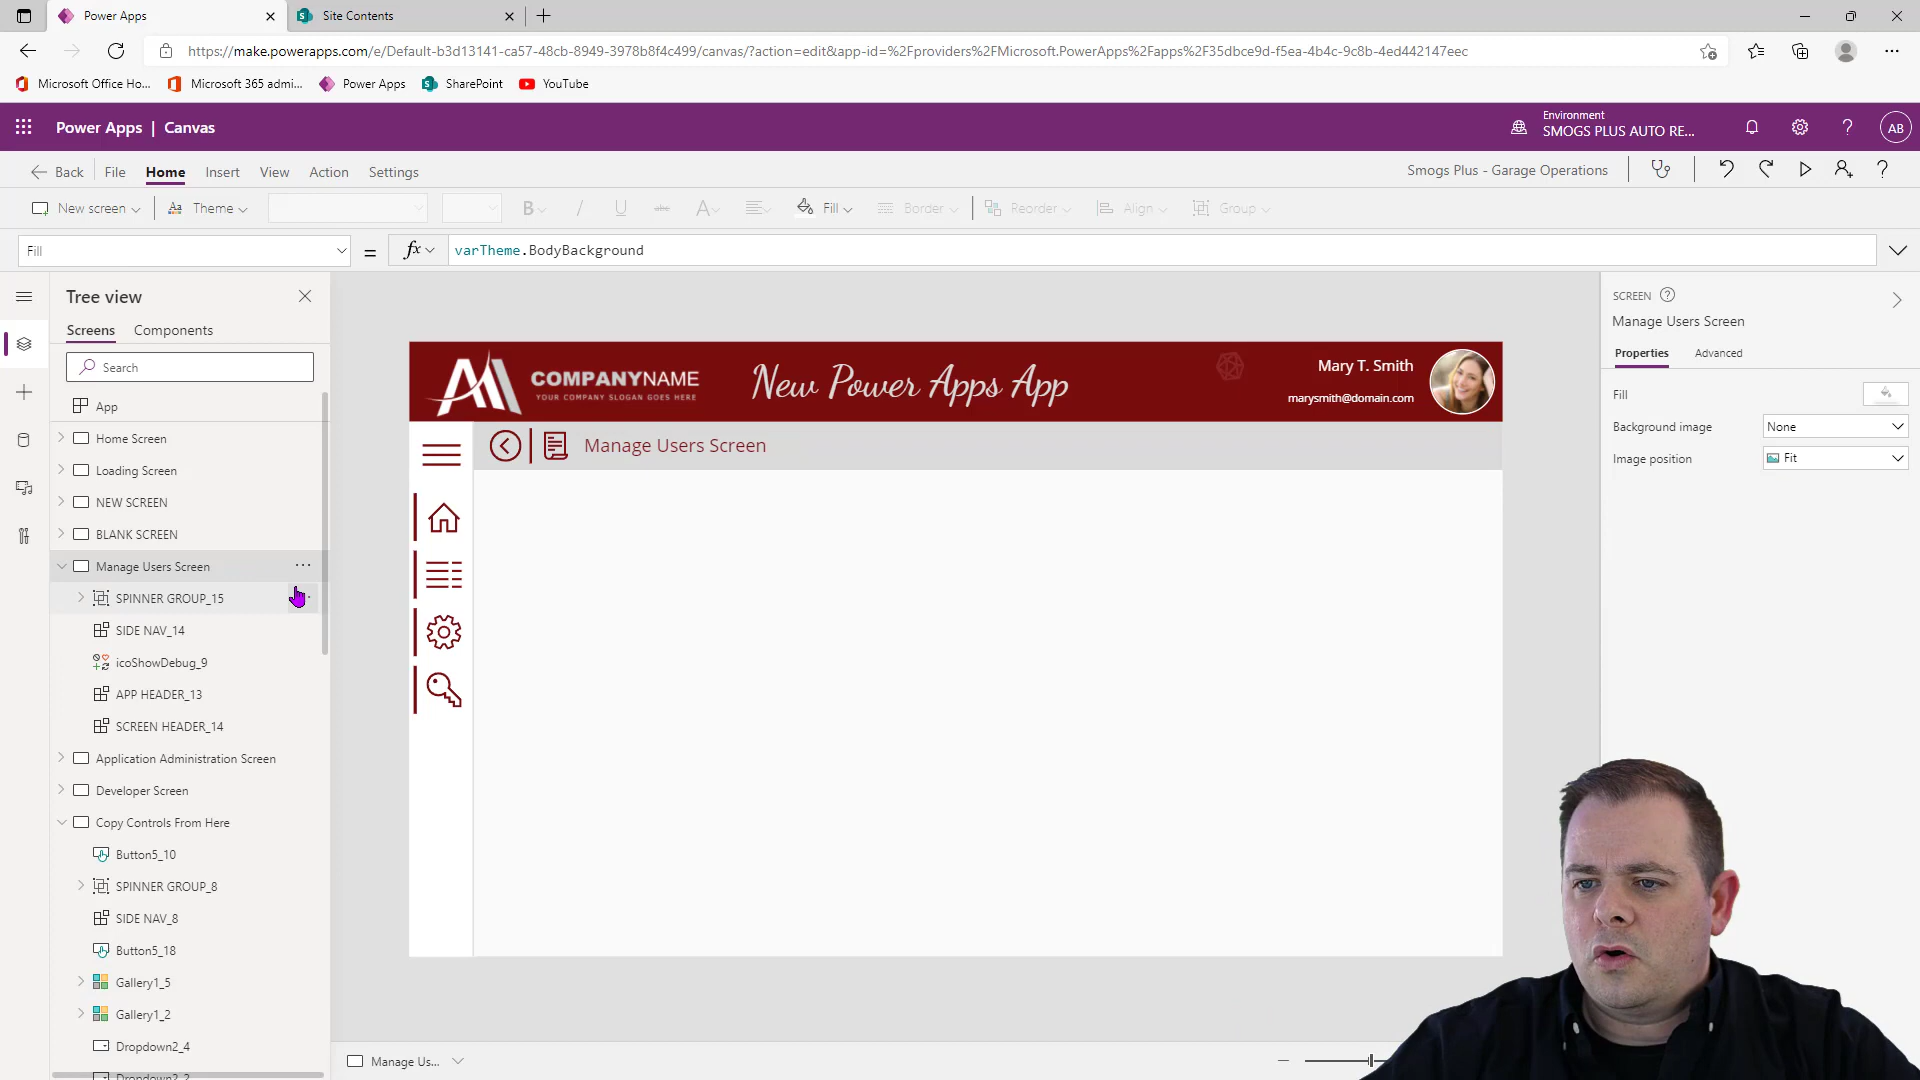 Power Apps
Site Contents
https://make.powerapps.com/e/Default-b3d13141-ca57-48cb-8949-3978b8f4c499/canvas/?action=edit&app-id=%2Fproviders%2FMicrosoft.PowerApps%2Fapps%2F35dbce9d-f5ea-4b4c-9c8b-4ed442147eec
Microsoft Office Ho...
Microsoft 365 admi...
Power Apps
SharePoint
YouTube
Power Apps | Canvas
Environment
SMOGS PLUS AUTO RE...
AB
Back
File
Home
Insert
View
Action
Settings
Smogs Plus - Garage Operations
New screen
Theme
B
Fill
Border
Reorder
Align
Group
Fill
= fx
varTheme.BodyBackground
Tree view
Screens
Components
Search
App
Home Screen
Loading Screen
NEW SCREEN
BLANK SCREEN
Manage Users Screen
SPINNER GROUP_15
SIDE NAV_14
icoShowDebug_9
APP HEADER_13
SCREEN HEADER_14
Application Administration Screen
Developer Screen
Copy Controls From Here
Button5_10
SPINNER GROUP_8
SIDE NAV_8
Button5_18
Gallery1_5
Gallery1_2
Dropdown2_4
COMPANYNAME
YOUR COMPANY SLOGAN GOES HERE
New Power Apps App
Mary T. Smith
marysmith@domain.com
Manage Users Screen
Manage Us...
SCREEN
Manage Users Screen
Properties
Advanced
Fill
Background image
None
Image position
Fit